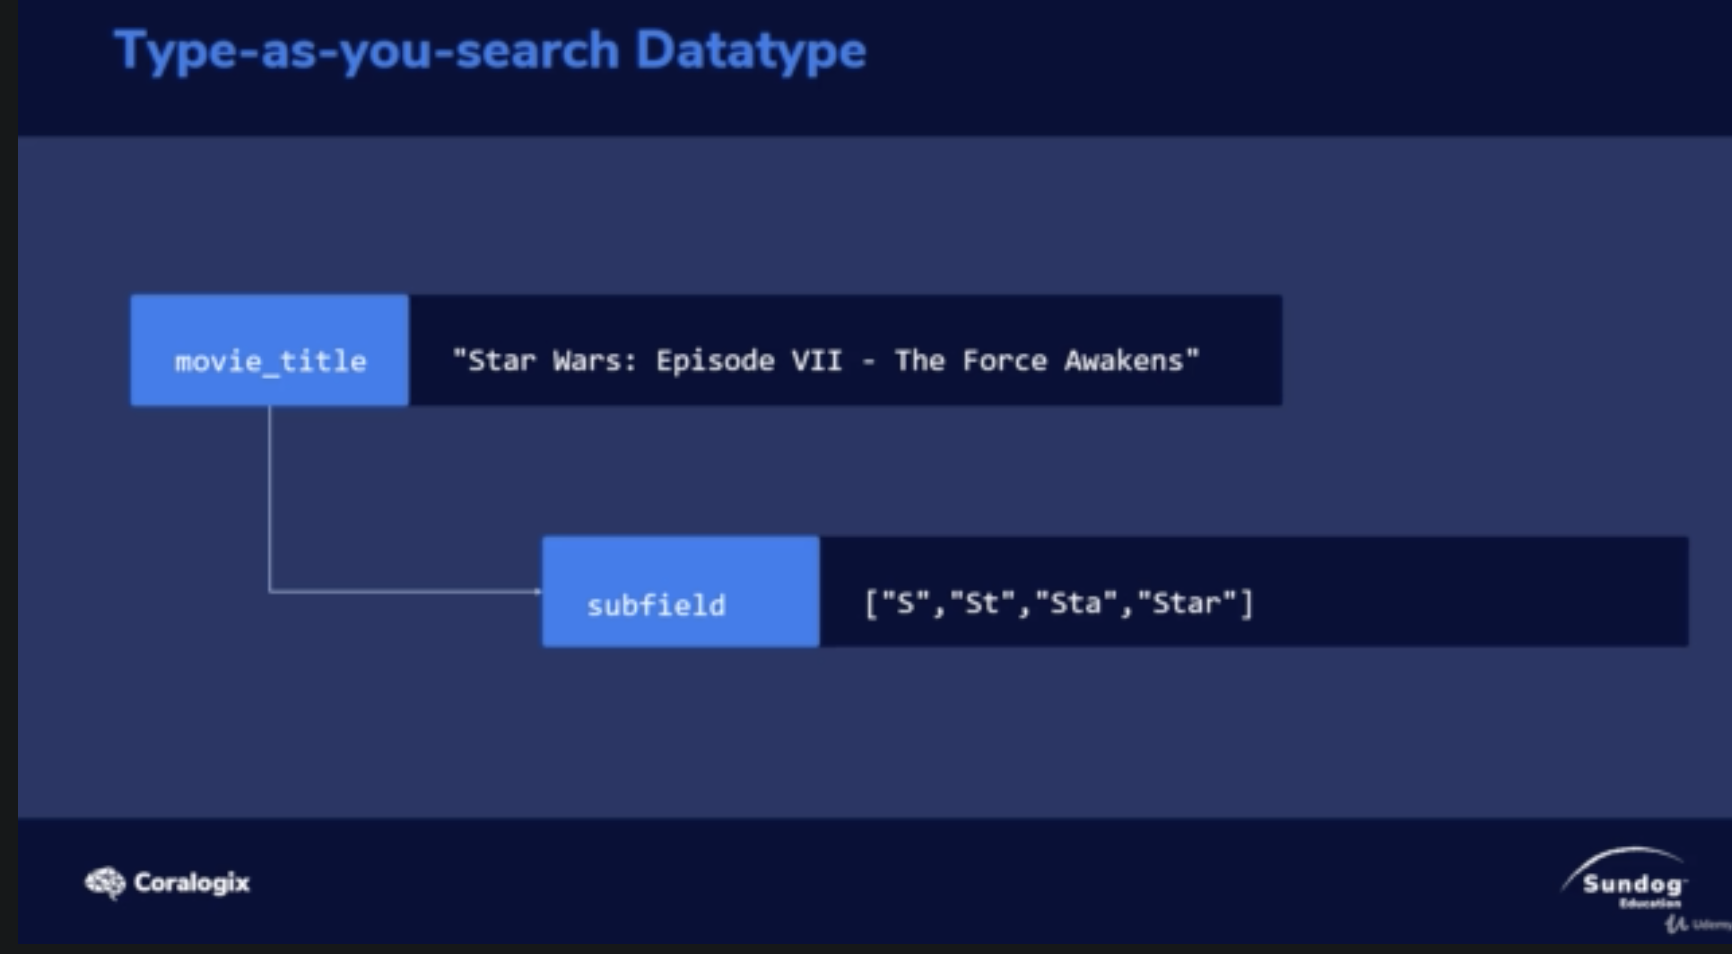 Type-as-you-search Datatype
movie_title
"Star Wars: Episode VII - The Force Awakens"
subfield
["S","St","Sta","Star"]
Coralogix
Sundog
Education
Udemy